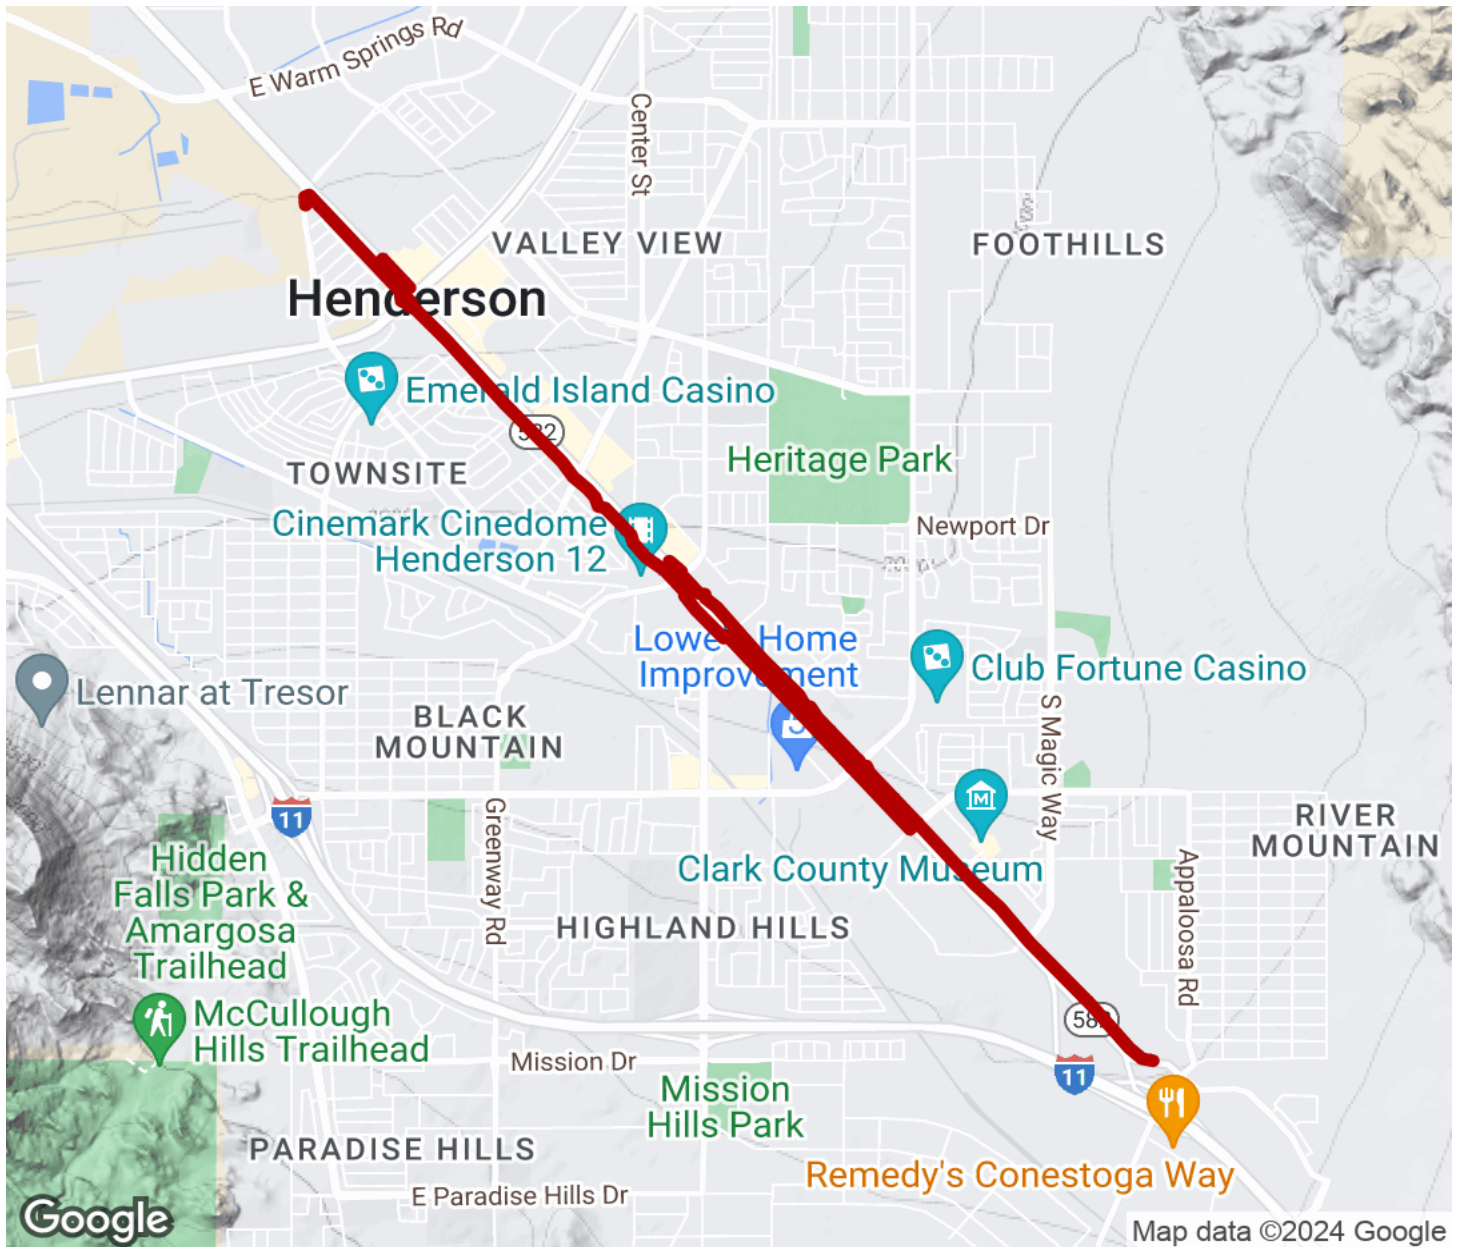 E Warm Springs Rd
Center St
VALLEY VIEW
FOOTHILLS
Henderson
Emerald Island Casino
582
Heritage Park
TOWNSITE
Cinemark Cinedome
Henderson 12
Newport Dr
Lowe's Home
Improvement
Club Fortune Casino
Lennar at Tresor
S Magic Way
BLACK
MOUNTAIN
11
Greenway Rd
M
RIVER
MOUNTAIN
Clark County Museum
Appaloosa Rd
Hidden
Falls Park &
Amargosa
Trailhead
HIGHLAND HILLS
McCullough
Hills Trailhead
582
Mission Dr
11
Mission
Hills Park
PARADISE HILLS
Remedy's Conestoga Way
E Paradise Hills Dr
Google
Map data ©2024 Google